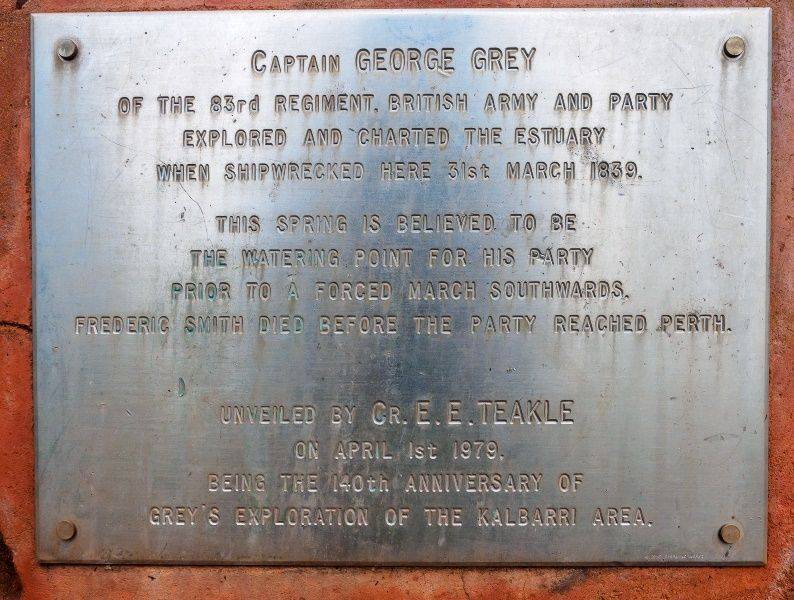 CAPTAIN GEORGE GREY
OF THE 83rd REGIMENT, BRITISH ARMY AND PARTY
EXPLORED AND CHARTED THE ESTUARY
WHEN SHIPWRECKED HERE 31st MARCH 1839.
THIS SPRING IS BELIEVED TO BE
THE WATERING POINT FOR HIS PARTY
PRIOR TO A FORCED MARCH SOUTHWARDS.
FREDERIC SMITH DIED BEFORE THE PARTY REACHED PERTH.
UNVEILED BY CR. E. E. TEAKLE
ON APRIL 1st 1979.
BEING THE 140th ANNIVERSARY OF
GREY'S EXPLORATION OF THE KALBARRI AREA.